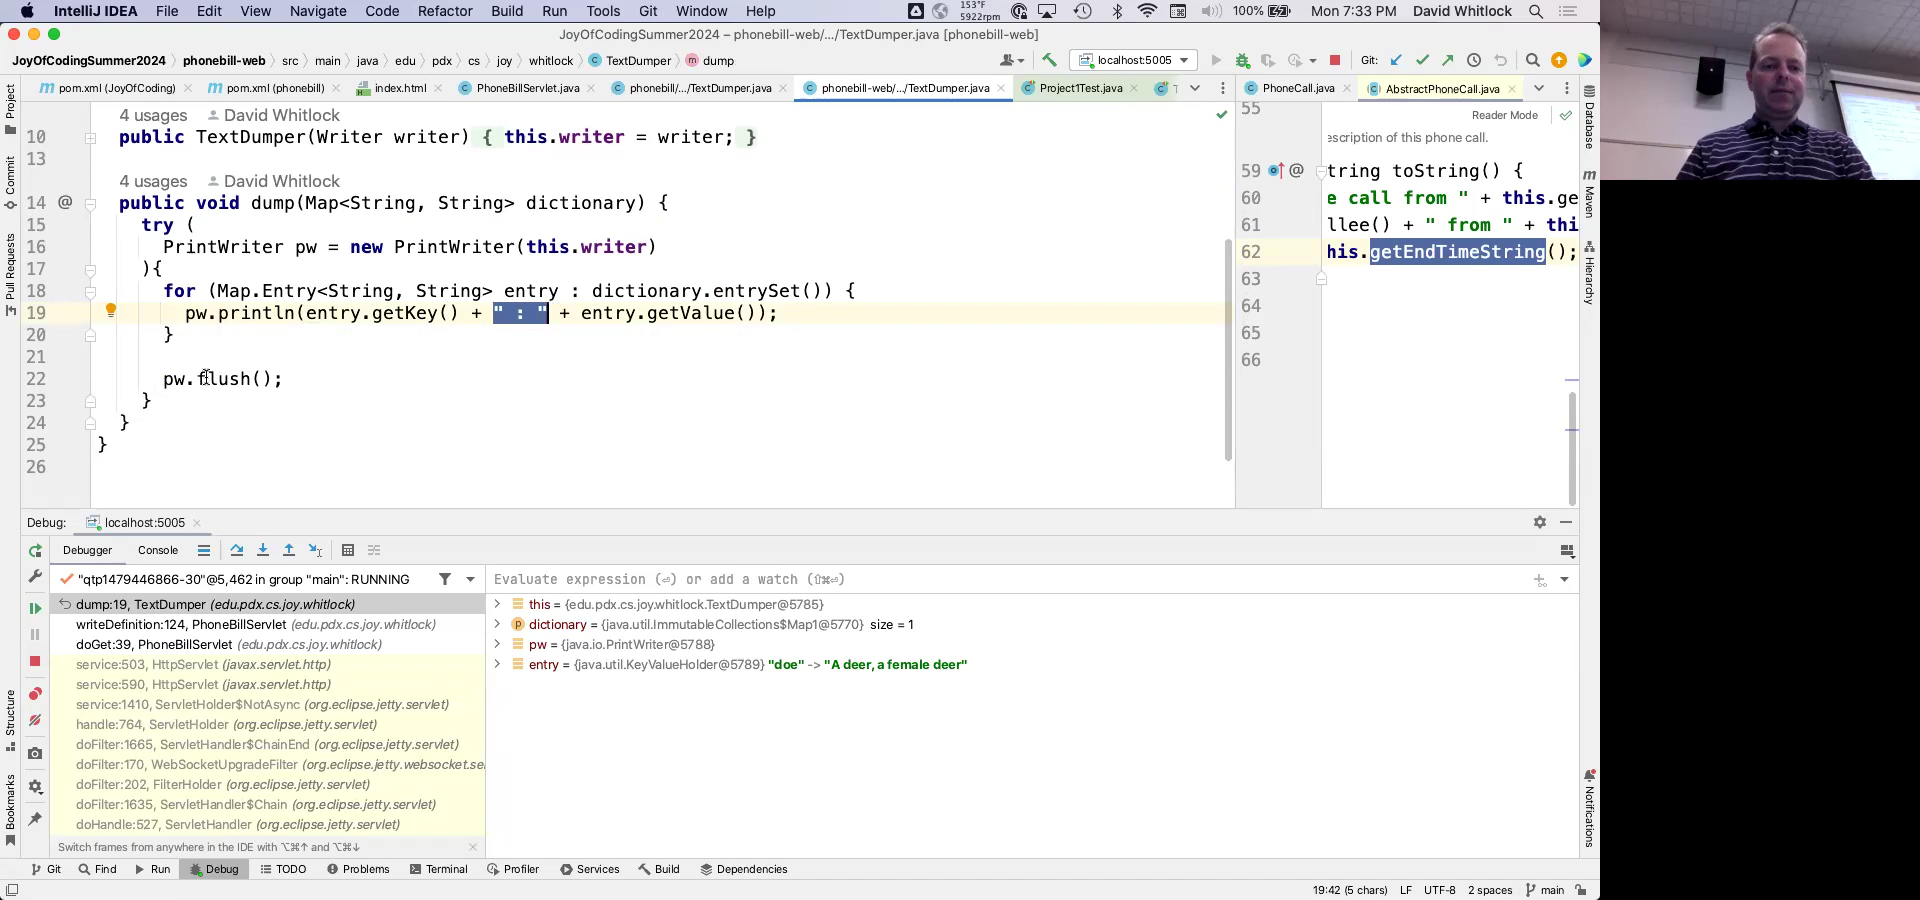 IntelliJ IDEA File Edit View Navigate Code Refactor Build Run Tools Git Window Help 153°F 5922rpm 100% Mon 7:33 PM David Whitlock
JoyOfCodingSummer2024 – phonebill-web/.../TextDumper.java [phonebill-web]
JoyOfCodingSummer2024 phonebill-web src main java edu pdx cs joy whitlock TextDumper dump localhost:5005 Git:
pom.xml (JoyOfCoding) pom.xml (phonebill) index.html PhoneBillServlet.java phonebill/.../TextDumper.java phonebill-web/.../TextDumper.java Project1Test.java PhoneCall.java AbstractPhoneCall.java
4 usages David Whitlock
10 public TextDumper(Writer writer) { this.writer = writer; }
13
4 usages David Whitlock
14 @ public void dump(Map<String, String> dictionary) {
15 try (
16 PrintWriter pw = new PrintWriter(this.writer)
17 ){
18 for (Map.Entry<String, String> entry : dictionary.entrySet()) {
19 pw.println(entry.getKey() + " : " + entry.getValue());
20 }
21
22 pw.flush();
23 }
24 }
25 }
26
55 Reader Mode
escription of this phone call.
59 @ tring toString() {
60 e call from " + this.ge
61 llee() + " from " + thi
62 his.getEndTimeString();
63
64
65
66
Project
Commit
Pull Requests
Structure
Bookmarks
Database
m Maven
Hierarchy
Notifications
Debug: localhost:5005
Debugger Console
"qtp1479446866-30"@5,462 in group "main": RUNNING
dump:19, TextDumper (edu.pdx.cs.joy.whitlock)
writeDefinition:124, PhoneBillServlet (edu.pdx.cs.joy.whitlock)
doGet:39, PhoneBillServlet (edu.pdx.cs.joy.whitlock)
service:503, HttpServlet (javax.servlet.http)
service:590, HttpServlet (javax.servlet.http)
service:1410, ServletHolder$NotAsync (org.eclipse.jetty.servlet)
handle:764, ServletHolder (org.eclipse.jetty.servlet)
doFilter:1665, ServletHandler$ChainEnd (org.eclipse.jetty.servlet)
doFilter:170, WebSocketUpgradeFilter (org.eclipse.jetty.websocket.se
doFilter:202, FilterHolder (org.eclipse.jetty.servlet)
doFilter:1635, ServletHandler$Chain (org.eclipse.jetty.servlet)
doHandle:527, ServletHandler (org.eclipse.jetty.servlet)
Switch frames from anywhere in the IDE with ⌥⌘↑ and ⌥⌘↓
Evaluate expression (⏎) or add a watch (⇧⌘⏎)
this = {edu.pdx.cs.joy.whitlock.TextDumper@5785}
dictionary = {java.util.ImmutableCollections$Map1@5770} size = 1
pw = {java.io.PrintWriter@5788}
entry = {java.util.KeyValueHolder@5789} "doe" -> "A deer, a female deer"
Git Find Run Debug TODO Problems Terminal Profiler Services Build Dependencies
19:42 (5 chars) LF UTF-8 2 spaces main